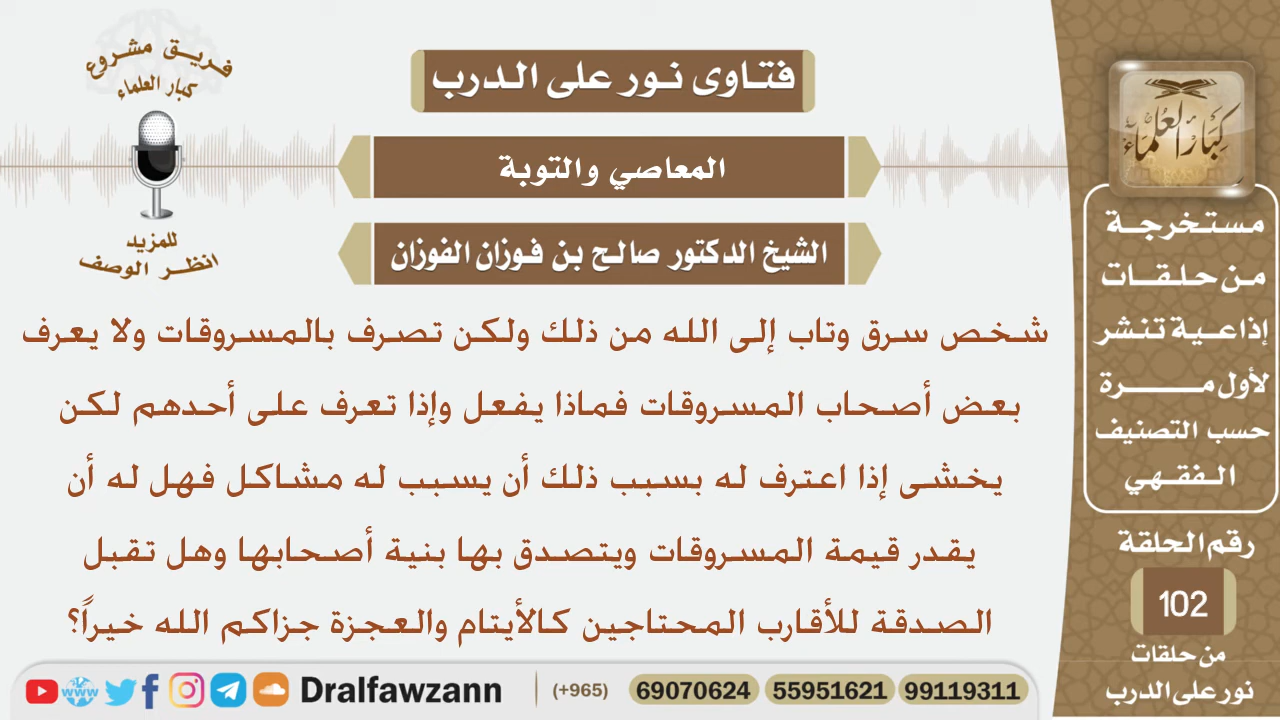 فريق مشروع
كبار العلماء
للمزيد
انظر الوصف
فتاوى نور على الدرب
المعاصي والتوبة
الشيخ الدكتور صالح بن فوزان الفوزان
شخص سرق وتاب إلى الله من ذلك ولكن تصرف بالمسروقات ولا يعرف
بعض أصحاب المسروقات فماذا يفعل وإذا تعرف على أحدهم لكن
يخشى إذا اعترف له بسبب ذلك أن يسبب له مشاكل فهل له أن
يقدر قيمة المسروقات ويتصدق بها بنية أصحابها وهل تقبل
الصدقة للأقارب المحتاجين كالأيتام والعجزة جزاكم الله خيراً؟
كِبَارُ العُلَمَاءِ
مستخرجة
من حلقات
إذاعية تنشر
لأول مرة
حسب التصنيف
الفقهي
رقم الحلقة
102
من حلقات
نور على الدرب
www
Dralfawzann
(+965)
69070624
55951621
99119311